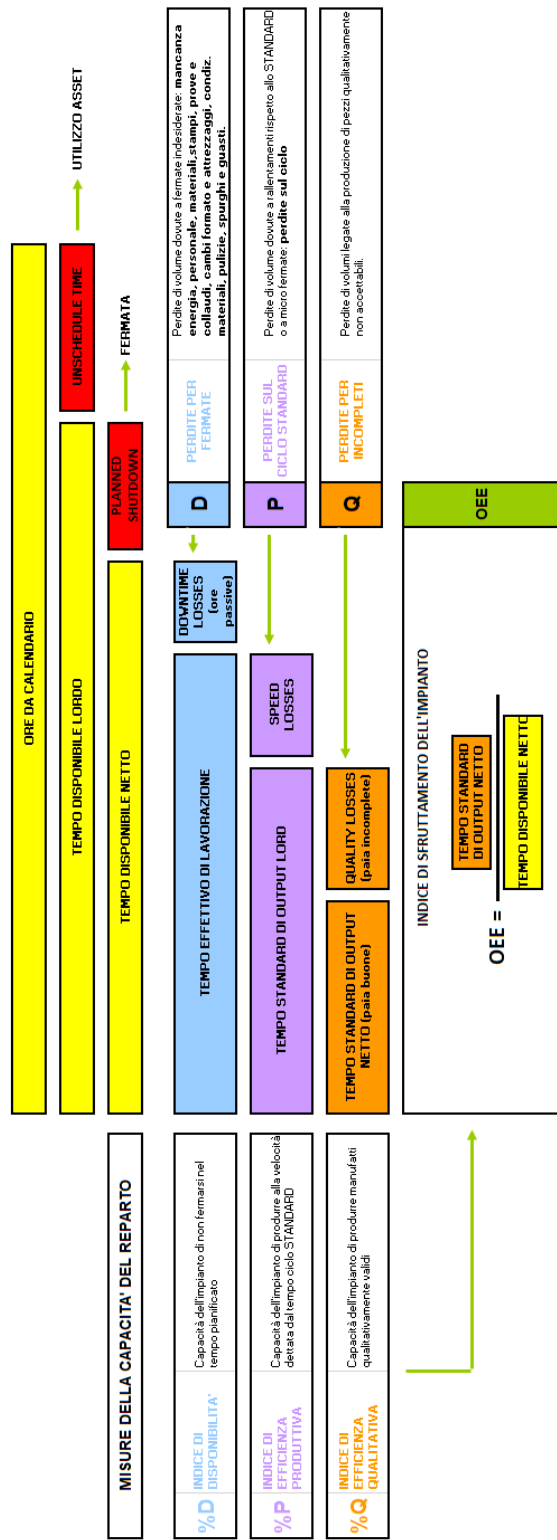 ORE DA CALENDARIO
TEMPO DISPONIBILE LORDO
UNSCHEDULE TIME
UTILIZZO ASSET
MISURE DELLA CAPACITA' DEL REPARTO
TEMPO DISPONIBILE NETTO
PLANNED
SHUTDOWN
FERMATA
%D
INDICE DI
DISPONIBILITA'
Capacità dell'impianto di non fermarsi nel
tempo pianificato
TEMPO EFFETTIVO DI LAVORAZIONE
DOWNTIME
LOSSES
(ore
passive)
D
PERDITE PER
FERMATE
Perdite di volume dovute a fermate indesiderate: mancanza
energia, personale, materiali,stampi, prove e
collaudi, cambi formato e attrezzaggi, condiz.
materiali, pulizie, spurghi e guasti.
%P
INDICE DI
EFFICIENZA
PRODUTTIVA
Capacità dell'impianto di produrre alla velocità
dettata dal tempo ciclo STANDARD
TEMPO STANDARD DI OUTPUT LORD
SPEED
LOSSES
P
PERDITE SUL
CICLO STANDARD
Perdite di volume dovute a rallentamenti rispetto allo STANDARD
o a micro fermate: perdite sul ciclo
%Q
INDICE DI
EFFICIENZA
QUALITATIVA
Capacità dell'impianto di produrre manufatti
qualitativamente validi
TEMPO STANDARD DI OUTPUT
NETTO (paia buone)
QUALITY LOSSES
(paia incomplete)
Q
PERDITE PER
INCOMPLETI
Perdite di volumi legate alla produzione di pezzi qualitativamente
non accettabili.
INDICE DI SFRUTTAMENTO DELL'IMPIANTO
OEE =
TEMPO STANDARD
DI OUTPUT NETTO
TEMPO DISPONIBILE NETTO
OEE